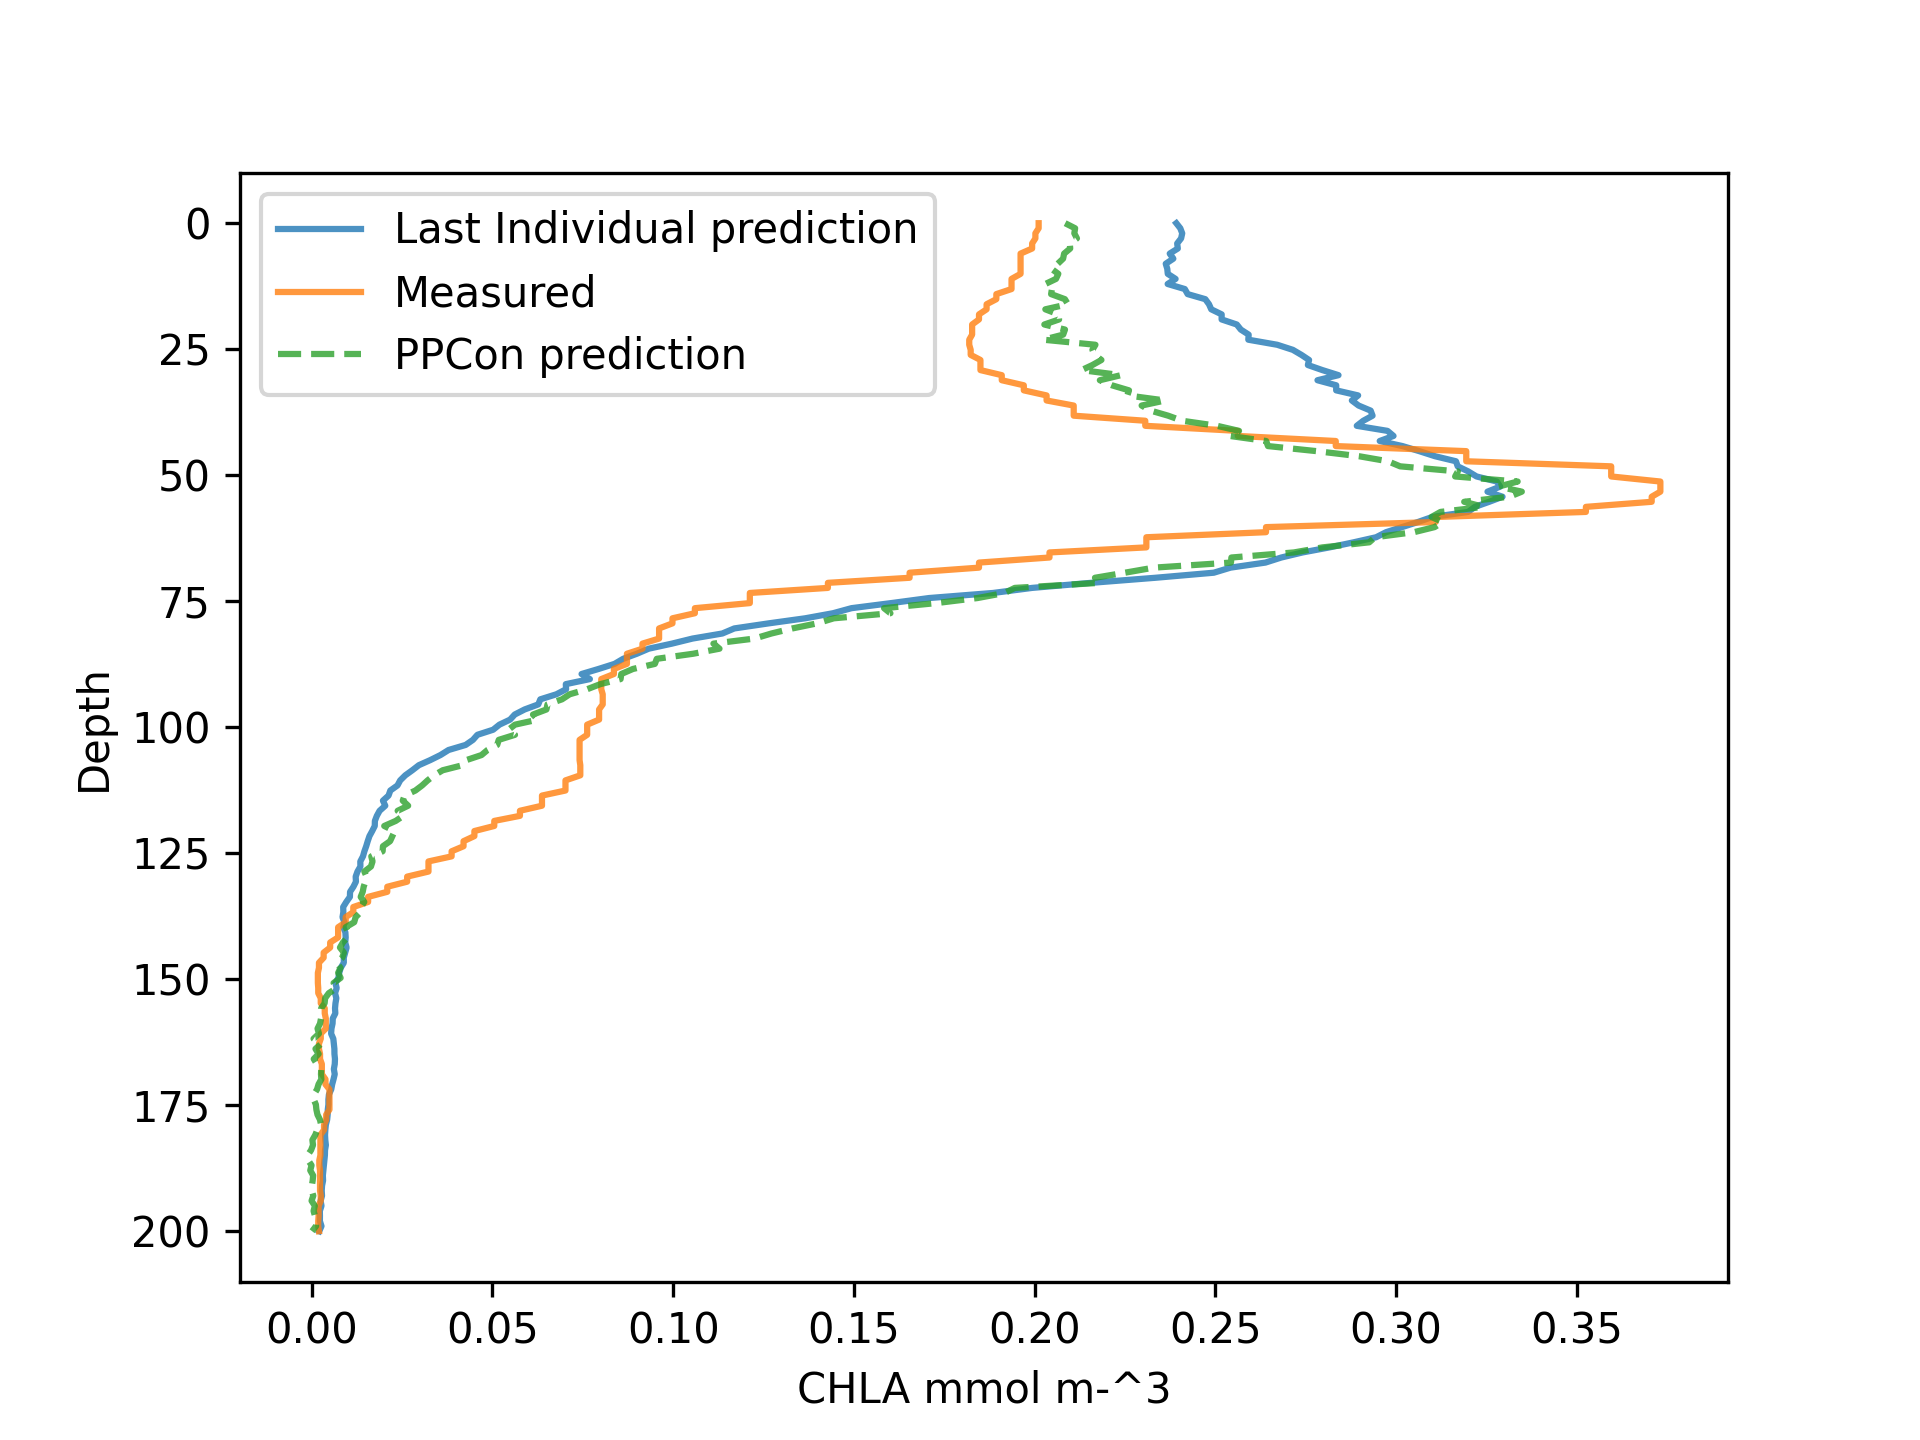 Last Individual prediction
Measured
PPCon prediction
0
25
50
75
100
125
150
175
200
Depth
0.00 0.05 0.10 0.15 0.20 0.25 0.30 0.35
CHLA mmol m-^3